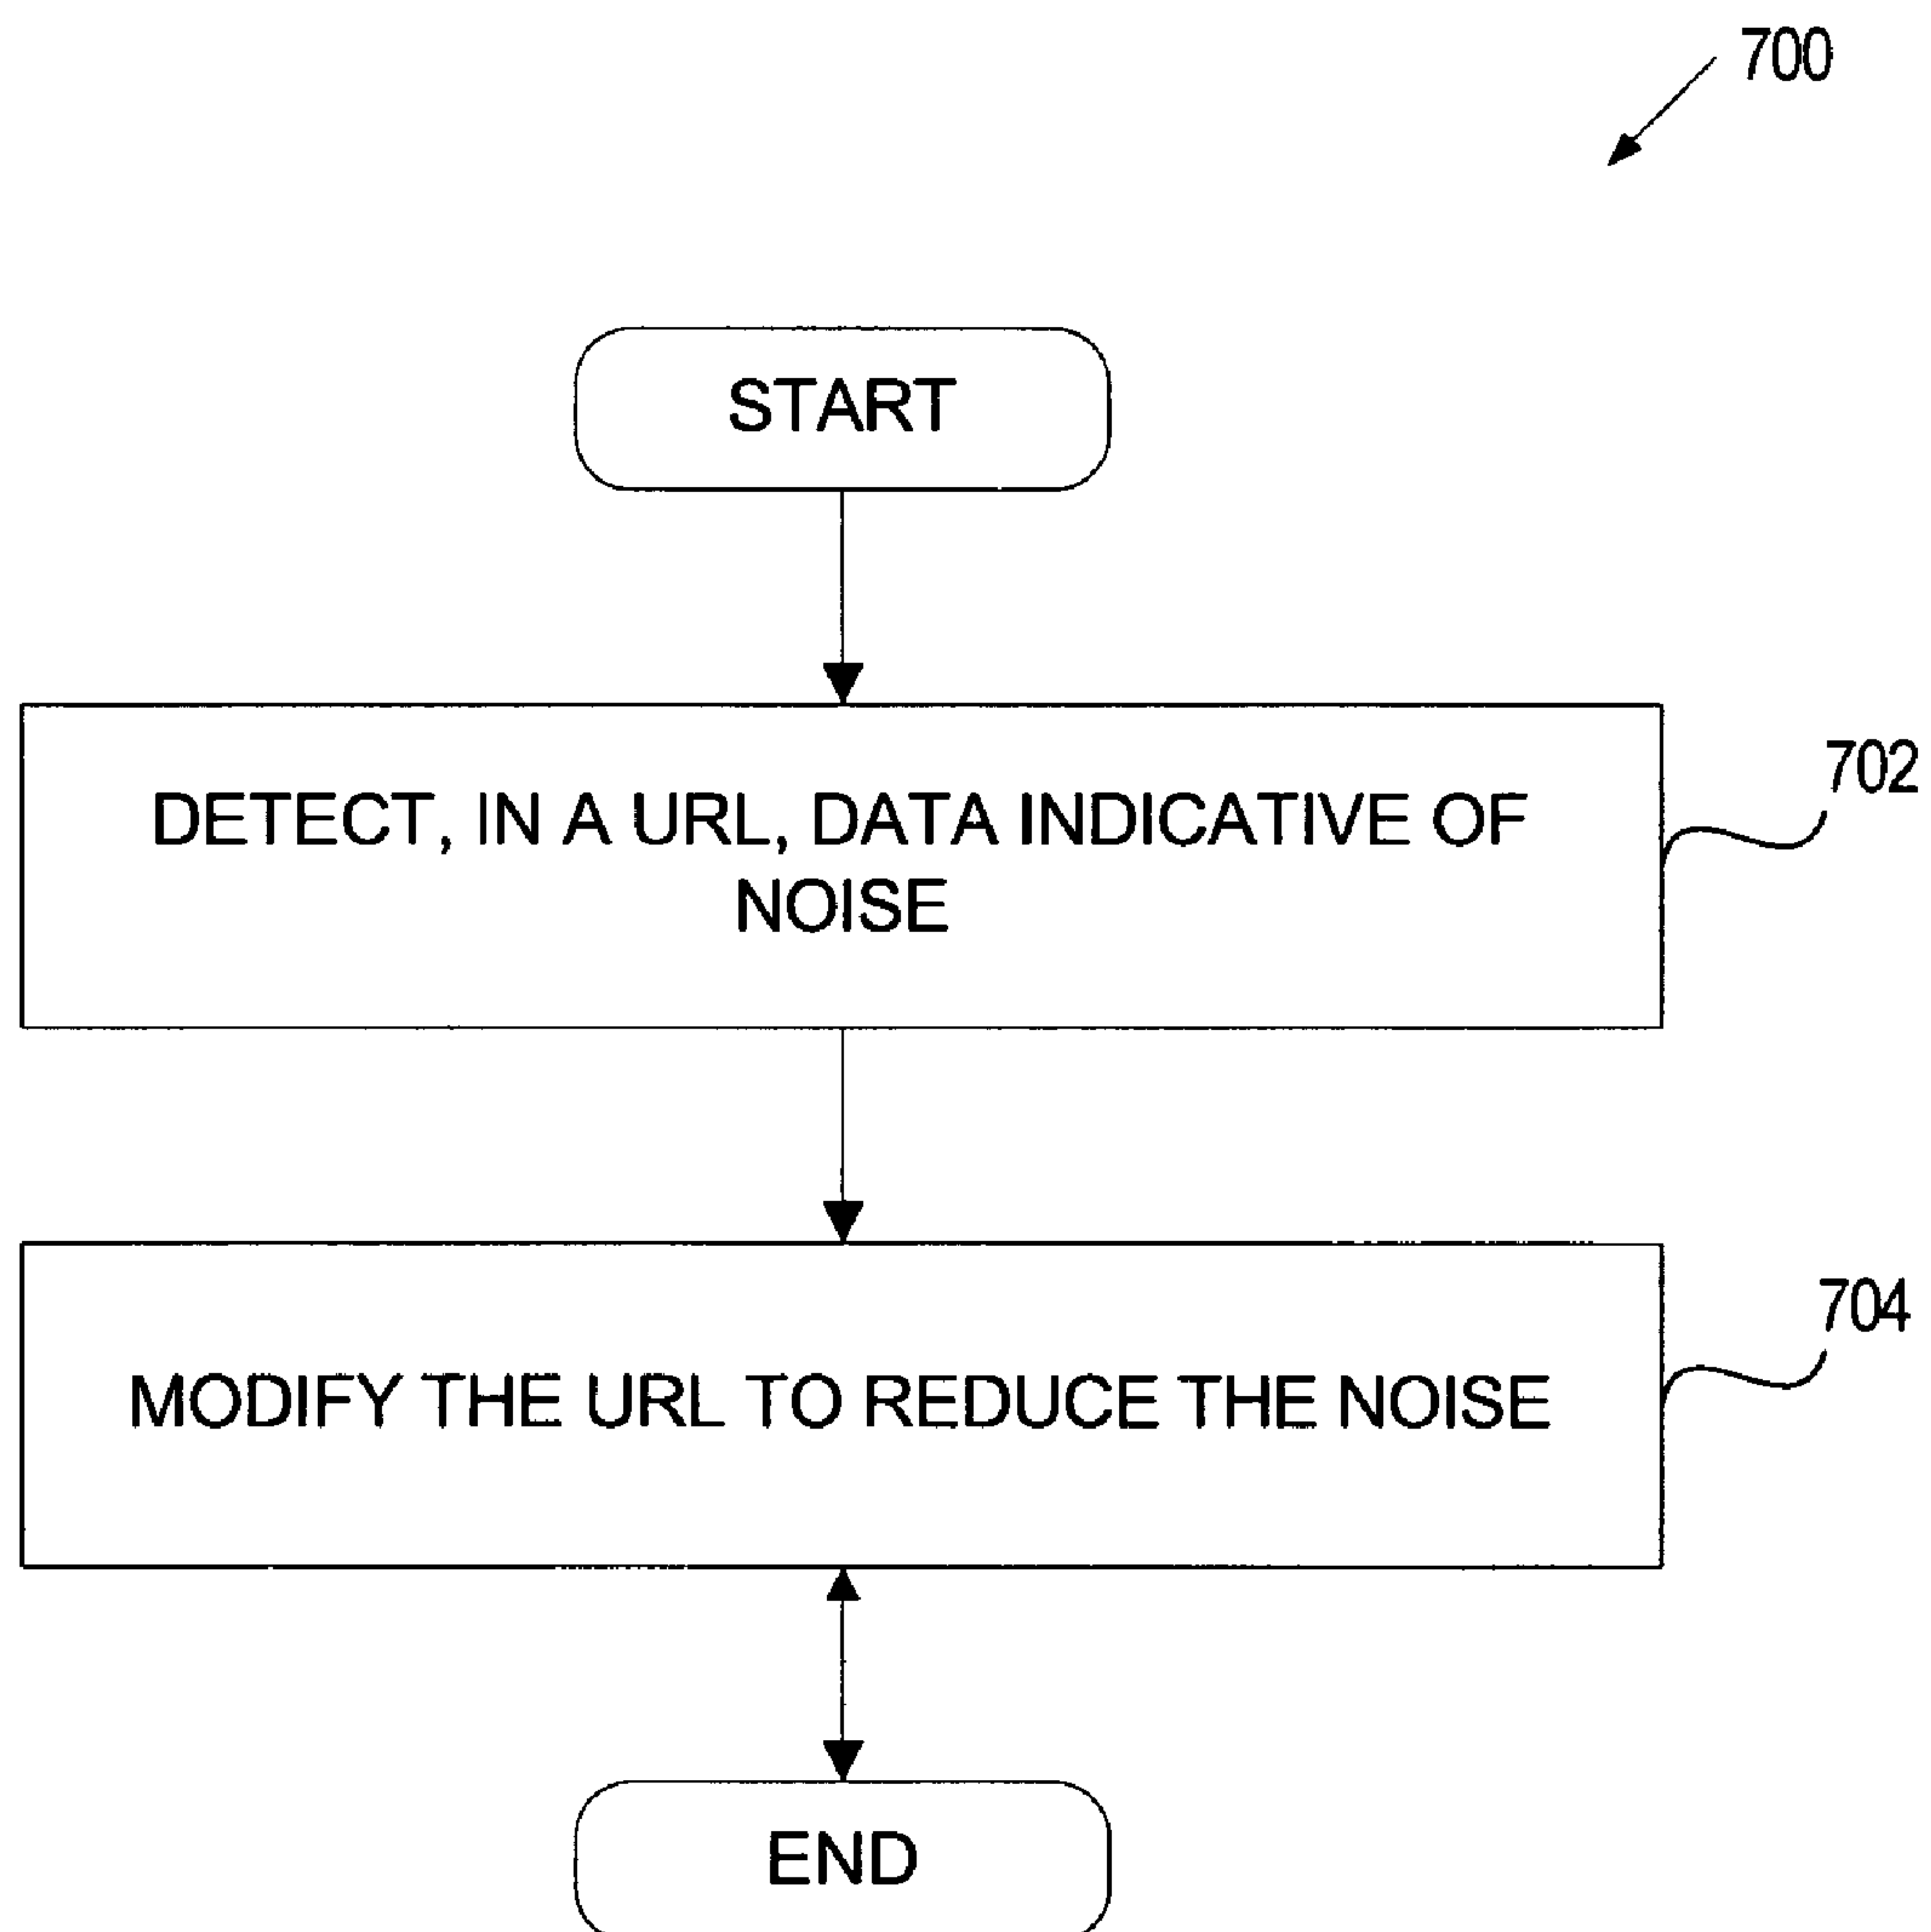 700
START
702
DETECT, IN A URL, DATA INDICATIVE OF
NOISE
704
MODIFY THE URL TO REDUCE THE NOISE
END